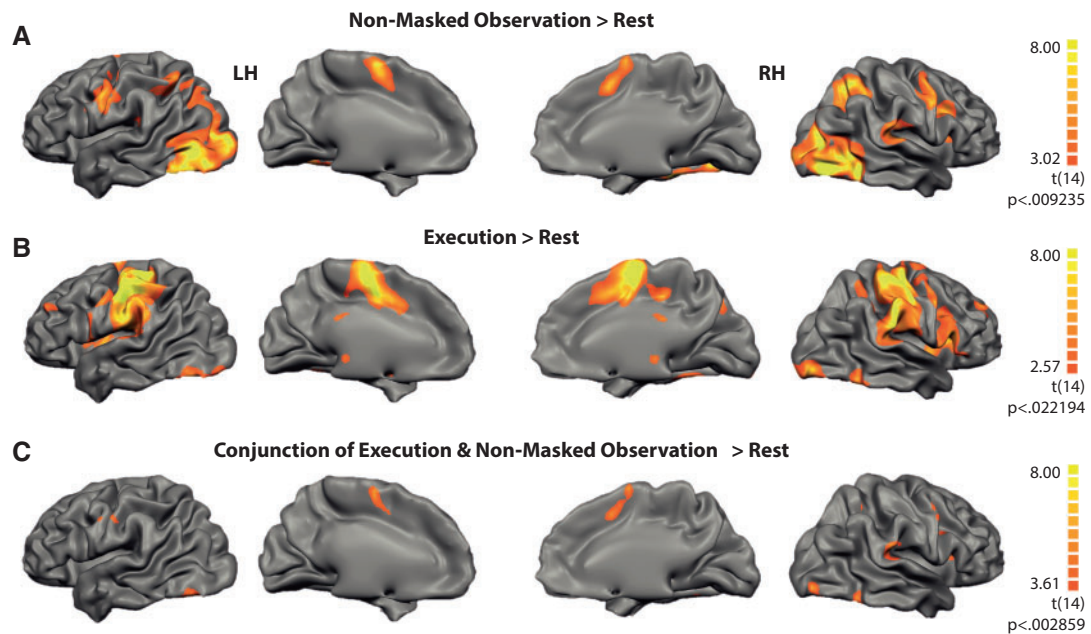 Non-Masked Observation > Rest
A
LH
RH
8.00
3.02
t(14)
p<.009235
Execution > Rest
B
8.00
2.57
t(14)
p<.022194
Conjunction of Execution & Non-Masked Observation > Rest
C
8.00
3.61
t(14)
p<.002859